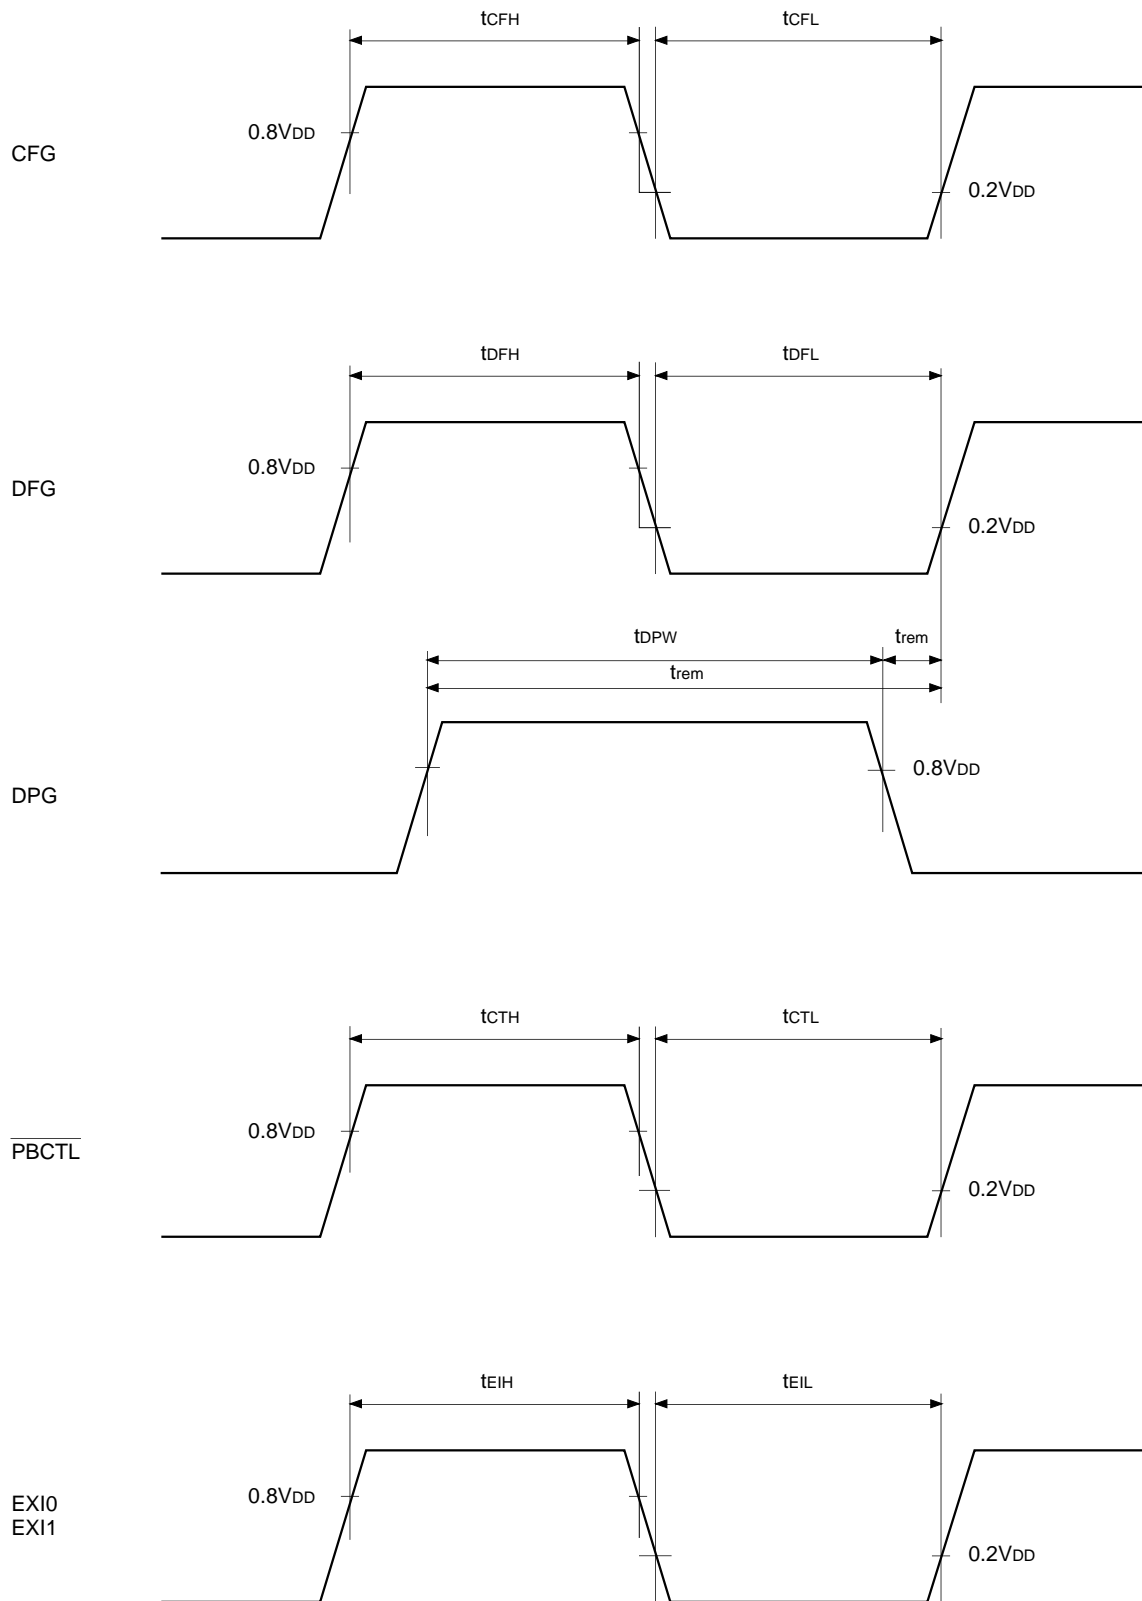 tCFH tCFL
0.8VDD
CFG
0.2VDD
tDFH tDFL
0.8VDD
DFG
0.2VDD
tDPW trem
trem
0.8VDD
DPG
tCTH tCTL
0.8VDD
PBCTL
0.2VDD
tEIH tEIL
0.8VDD
EXI0
EXI1
0.2VDD